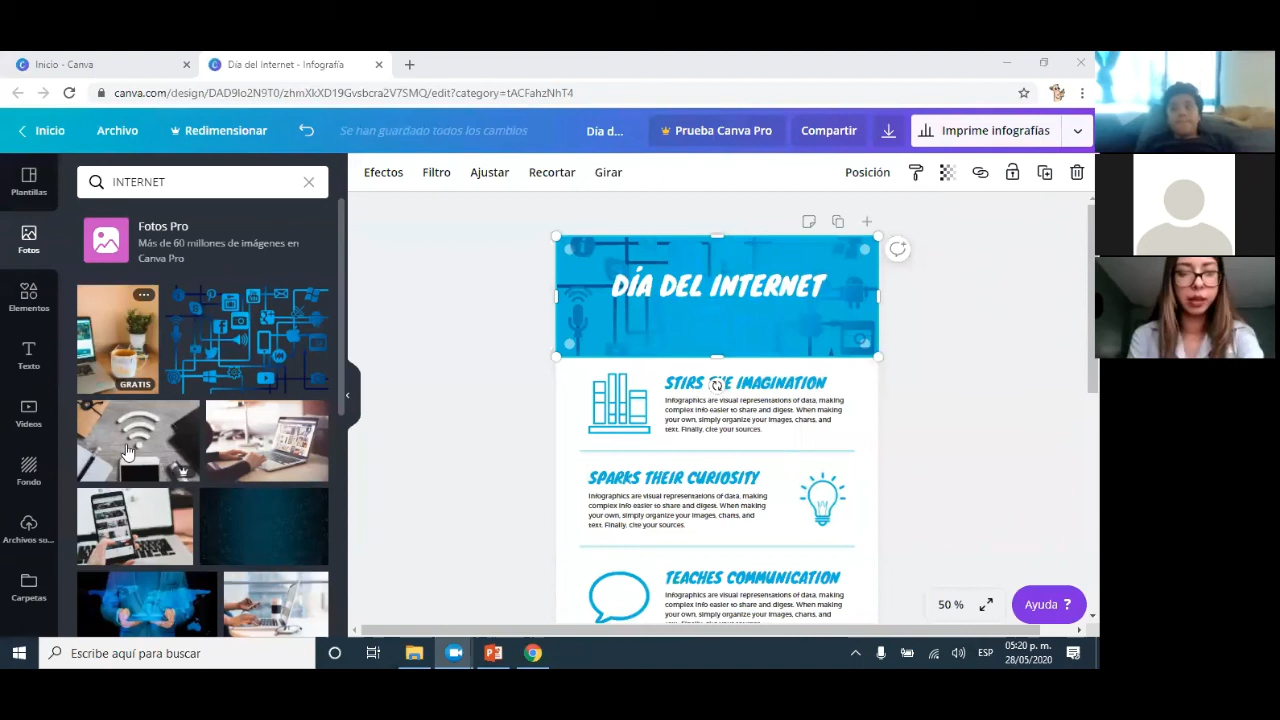 Inicio - Canva
Día del Internet - Infografía
canva.com/design/DAD9Io2N9T0/zhmXkXD19Gvsbcra2V7SMQ/edit?category=tACFahzNhT4
Inicio
Archivo
Redimensionar
Se han guardado todos los cambios
Día d...
Prueba Canva Pro
Compartir
Imprime infografías
Plantillas
Fotos
Elementos
Texto
Videos
Fondo
Archivos su...
Carpetas
INTERNET
Fotos Pro
Más de 60 millones de imágenes en
Canva Pro
GRATIS
Efectos
Filtro
Ajustar
Recortar
Girar
Posición
DÍA DEL INTERNET
STIRS THE IMAGINATION
Infographics are visual representations of data, making
complex info easier to share and digest. When making
your own, simply organize your images, charts, and
text. Finally, cite your sources.
SPARKS THEIR CURIOSITY
Infographics are visual representations of data, making
complex info easier to share and digest. When making
your own, simply organize your images, charts, and
text. Finally, cite your sources.
TEACHES COMMUNICATION
Infographics are visual representations of data, making
complex info easier to share and digest. When making
your own, simply organize your images, charts, and
50 %
Ayuda ?
Escribe aquí para buscar
ESP
05:20 p. m.
28/05/2020